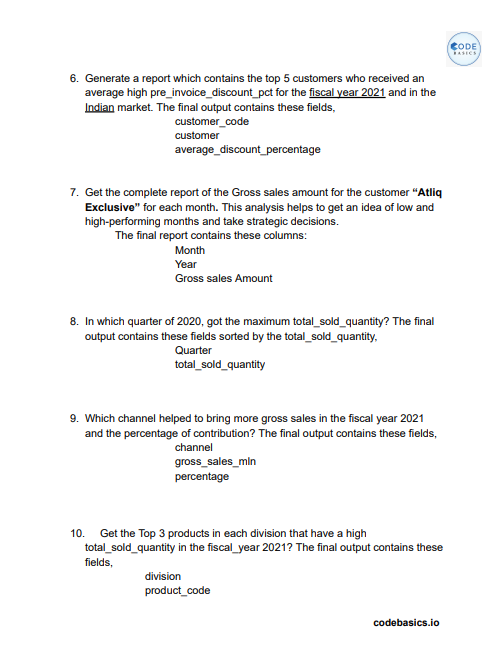 CODE
BASICS
6. Generate a report which contains the top 5 customers who received an
average high pre_invoice_discount_pct for the fiscal year 2021 and in the
Indian market. The final output contains these fields,
customer_code
customer
average_discount_percentage
7. Get the complete report of the Gross sales amount for the customer “Atliq
Exclusive” for each month. This analysis helps to get an idea of low and
high-performing months and take strategic decisions.
The final report contains these columns:
Month
Year
Gross sales Amount
8. In which quarter of 2020, got the maximum total_sold_quantity? The final
output contains these fields sorted by the total_sold_quantity,
Quarter
total_sold_quantity
9. Which channel helped to bring more gross sales in the fiscal year 2021
and the percentage of contribution? The final output contains these fields,
channel
gross_sales_mln
percentage
10. Get the Top 3 products in each division that have a high
total_sold_quantity in the fiscal_year 2021? The final output contains these
fields,
division
product_code
codebasics.io